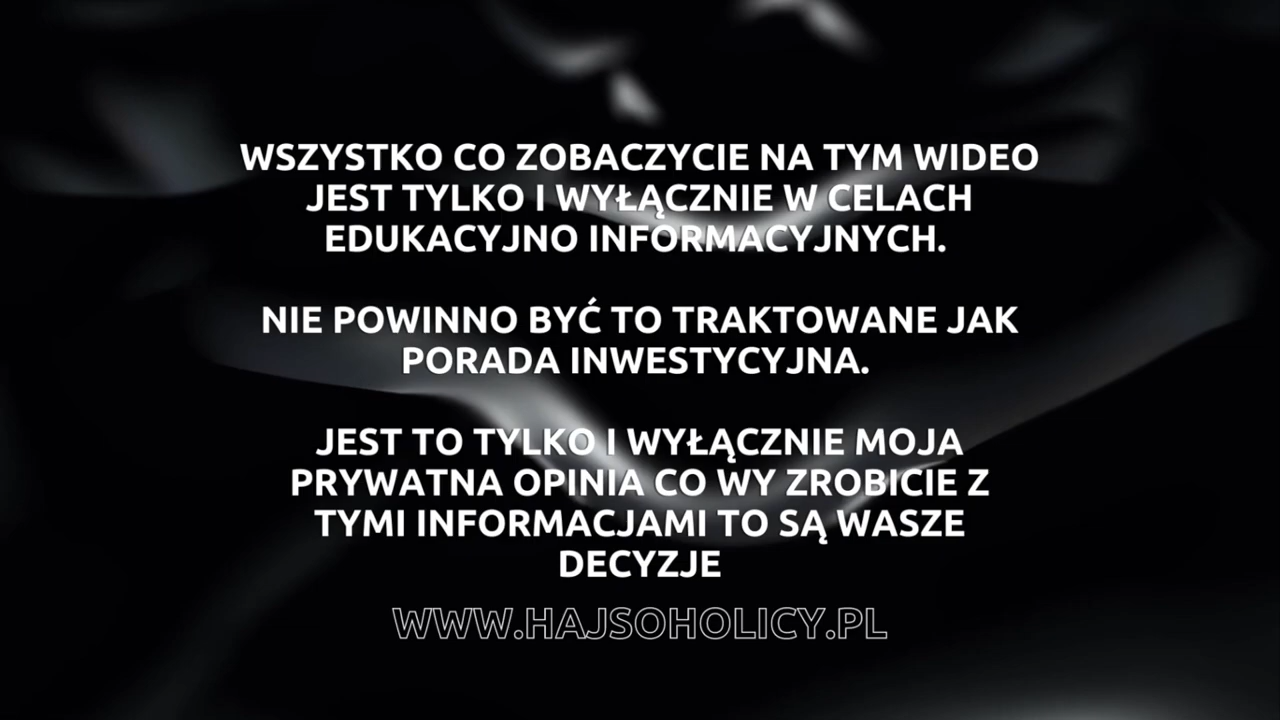 WSZYSTKO CO ZOBACZYCIE NA TYM WIDEO
JEST TYLKO I WYŁĄCZNIE W CELACH
EDUKACYJNO INFORMACYJNYCH.
NIE POWINNO BYĆ TO TRAKTOWANE JAK
PORADA INWESTYCYJNA.
JEST TO TYLKO I WYŁĄCZNIE MOJA
PRYWATNA OPINIA CO WY ZROBICIE Z
TYMI INFORMACJAMI TO SĄ WASZE
DECYZJE
WWW.HAJSOHOLICY.PL